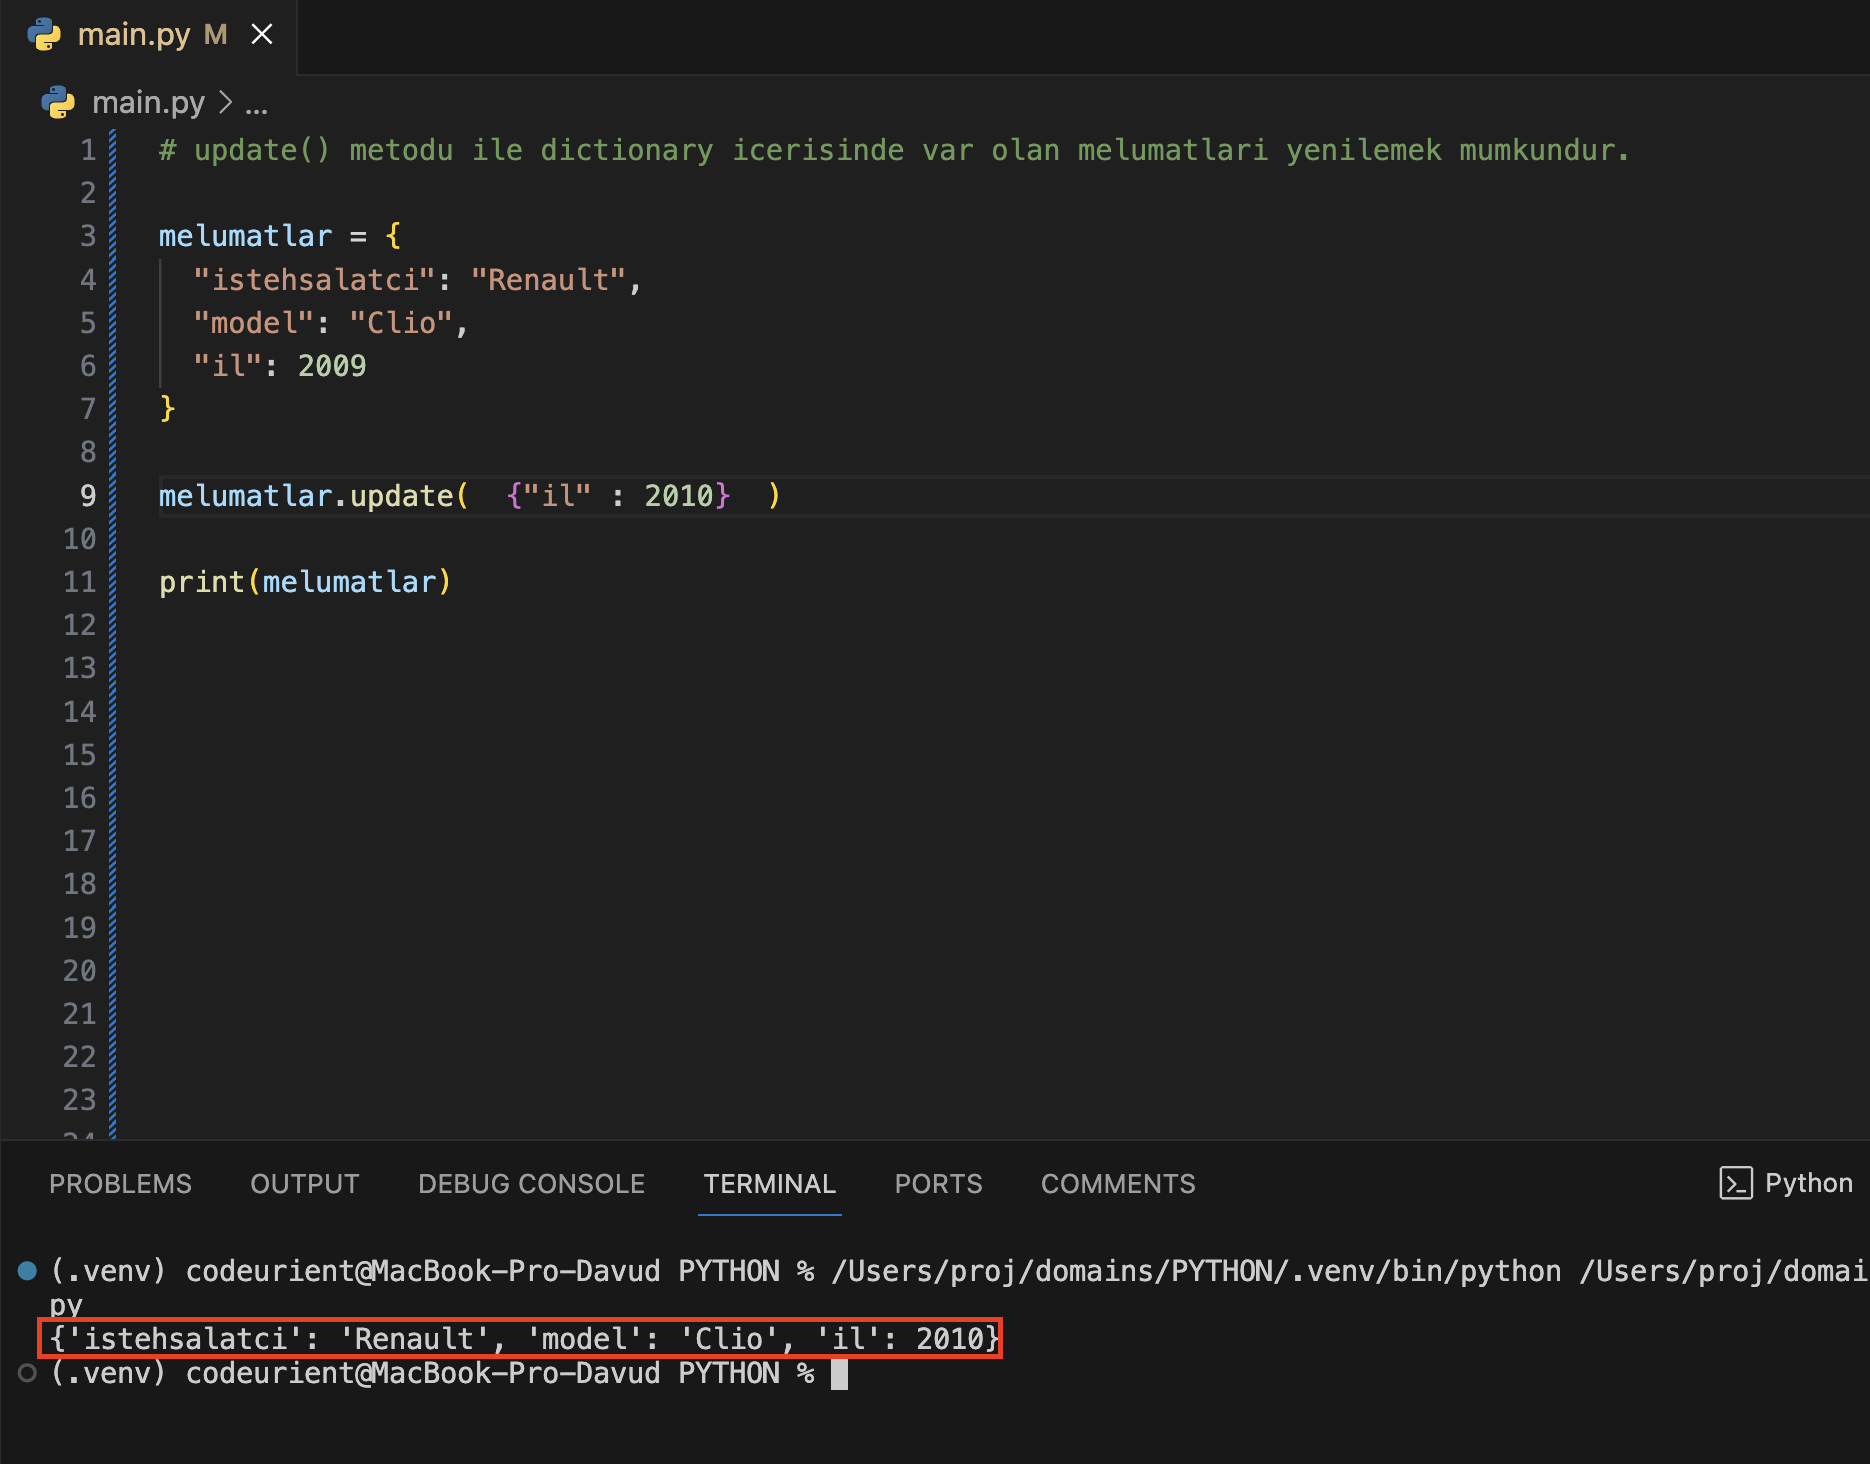 main.py M
main.py > ...
1 # update() metodu ile dictionary icerisinde var olan melumatlari yenilemek mumkundur.
2
3 melumatlar = {
4 "istehsalatci": "Renault",
5 "model": "Clio",
6 "il": 2009
7 }
8
9 melumatlar.update(  {"il" : 2010}  )
10
11 print(melumatlar)
12
13
14
15
16
17
18
19
20
21
22
23
24
PROBLEMS OUTPUT DEBUG CONSOLE TERMINAL PORTS COMMENTS Python
(.venv) codeurient@MacBook-Pro-Davud PYTHON % /Users/proj/domains/PYTHON/.venv/bin/python /Users/proj/domai
py
{'istehsalatci': 'Renault', 'model': 'Clio', 'il': 2010}
(.venv) codeurient@MacBook-Pro-Davud PYTHON %